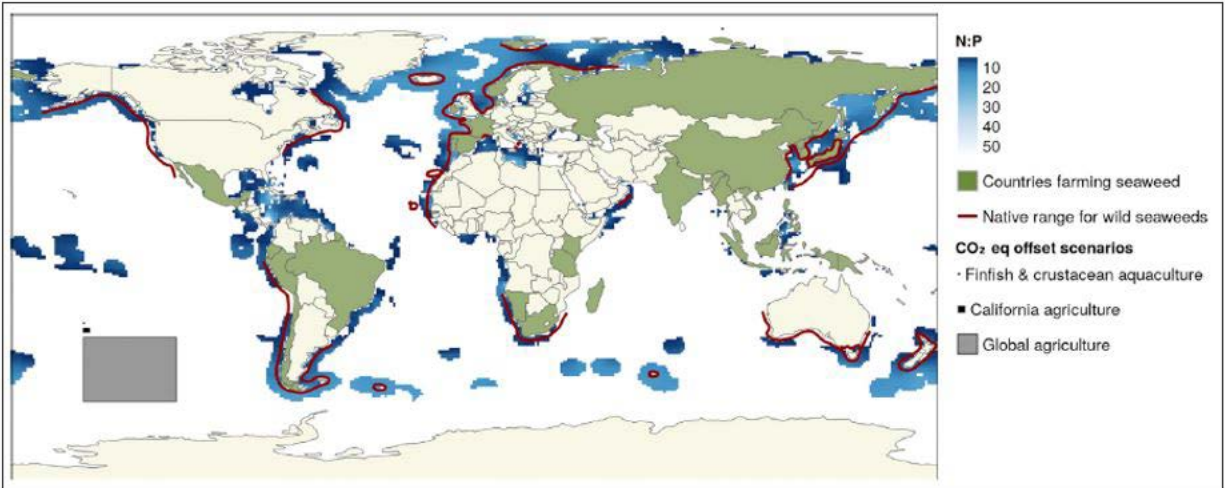 N:P
10
20
30
40
50
Countries farming seaweed
Native range for wild seaweeds
CO₂ eq offset scenarios
Finfish & crustacean aquaculture
California agriculture
Global agriculture